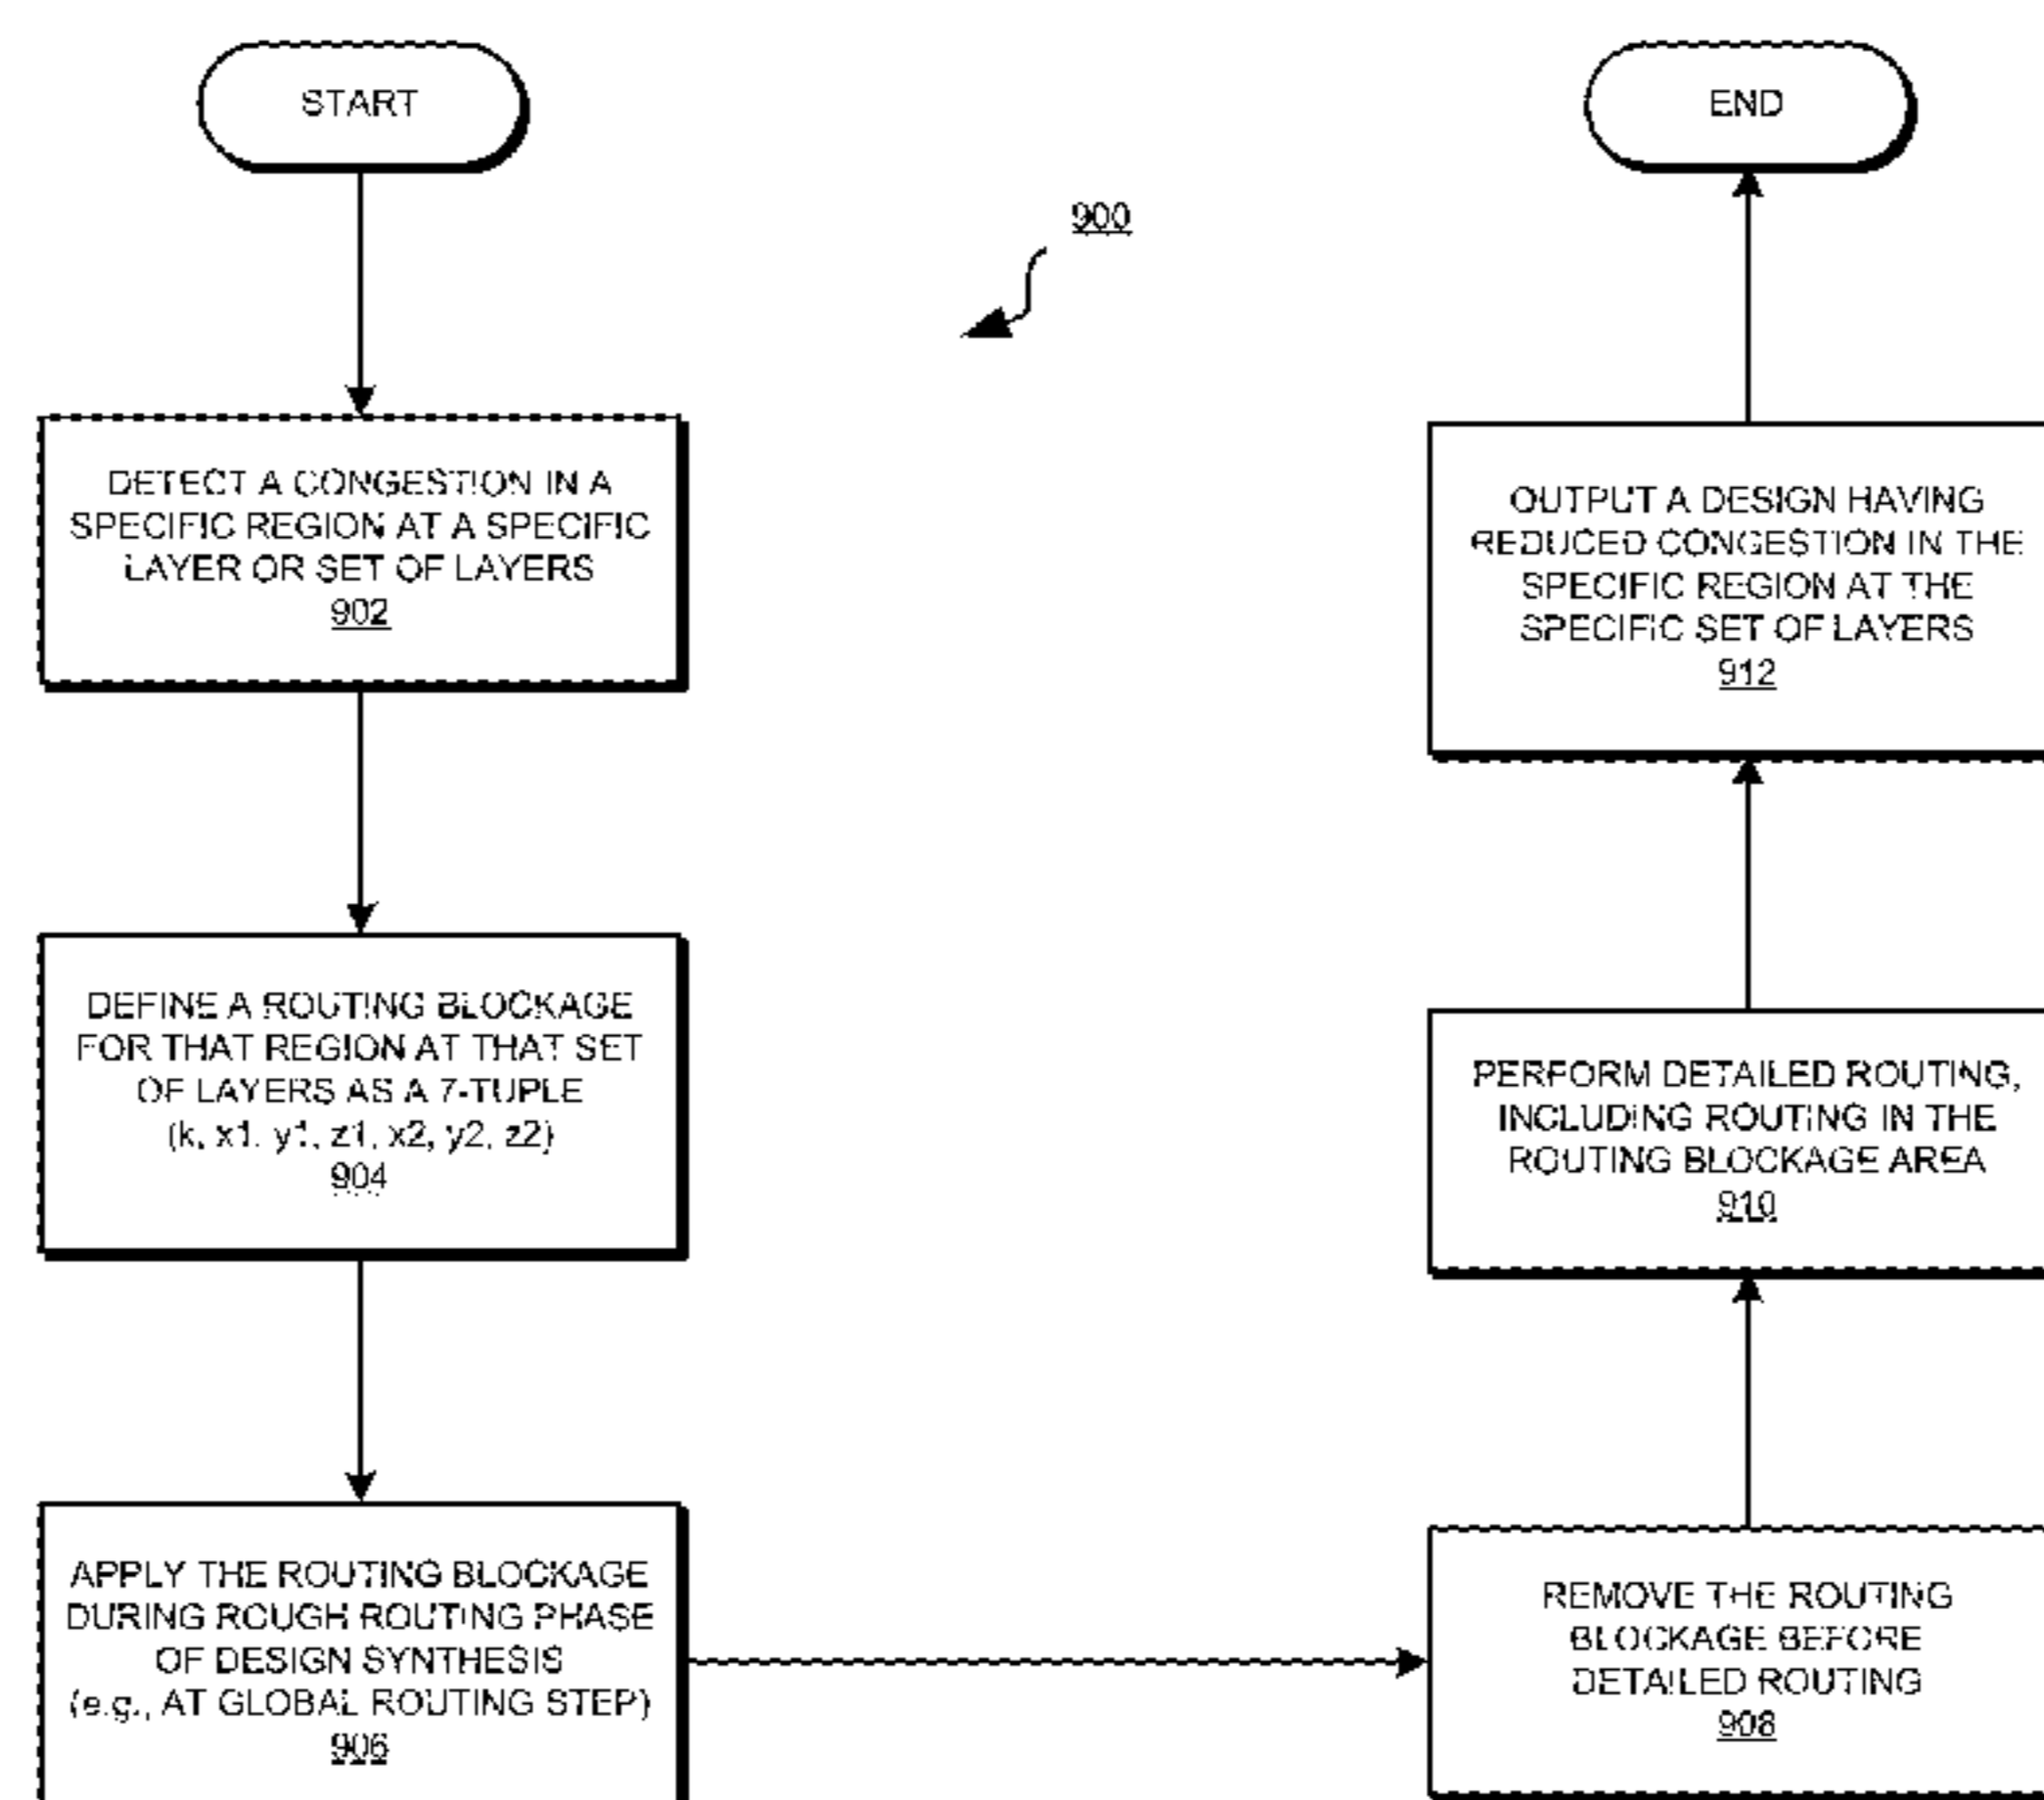 START
DETECT A CONGESTION IN A
SPECIFIC REGION AT A SPECIFIC
LAYER OR SET OF LAYERS
902
DEFINE A ROUTING BLOCKAGE
FOR THAT REGION AT THAT SET
OF LAYERS AS A 7-TUPLE
(k, x1, y1, z1, x2, y2, z2)
904
APPLY THE ROUTING BLOCKAGE
DURING ROUGH ROUTING PHASE
OF DESIGN SYNTHESIS
(e.g., AT GLOBAL ROUTING STEP)
906
900
END
OUTPUT A DESIGN HAVING
REDUCED CONGESTION IN THE
SPECIFIC REGION AT THE
SPECIFIC SET OF LAYERS
912
PERFORM DETAILED ROUTING,
INCLUDING ROUTING IN THE
ROUTING BLOCKAGE AREA
910
REMOVE THE ROUTING
BLOCKAGE BEFORE
DETAILED ROUTING
908